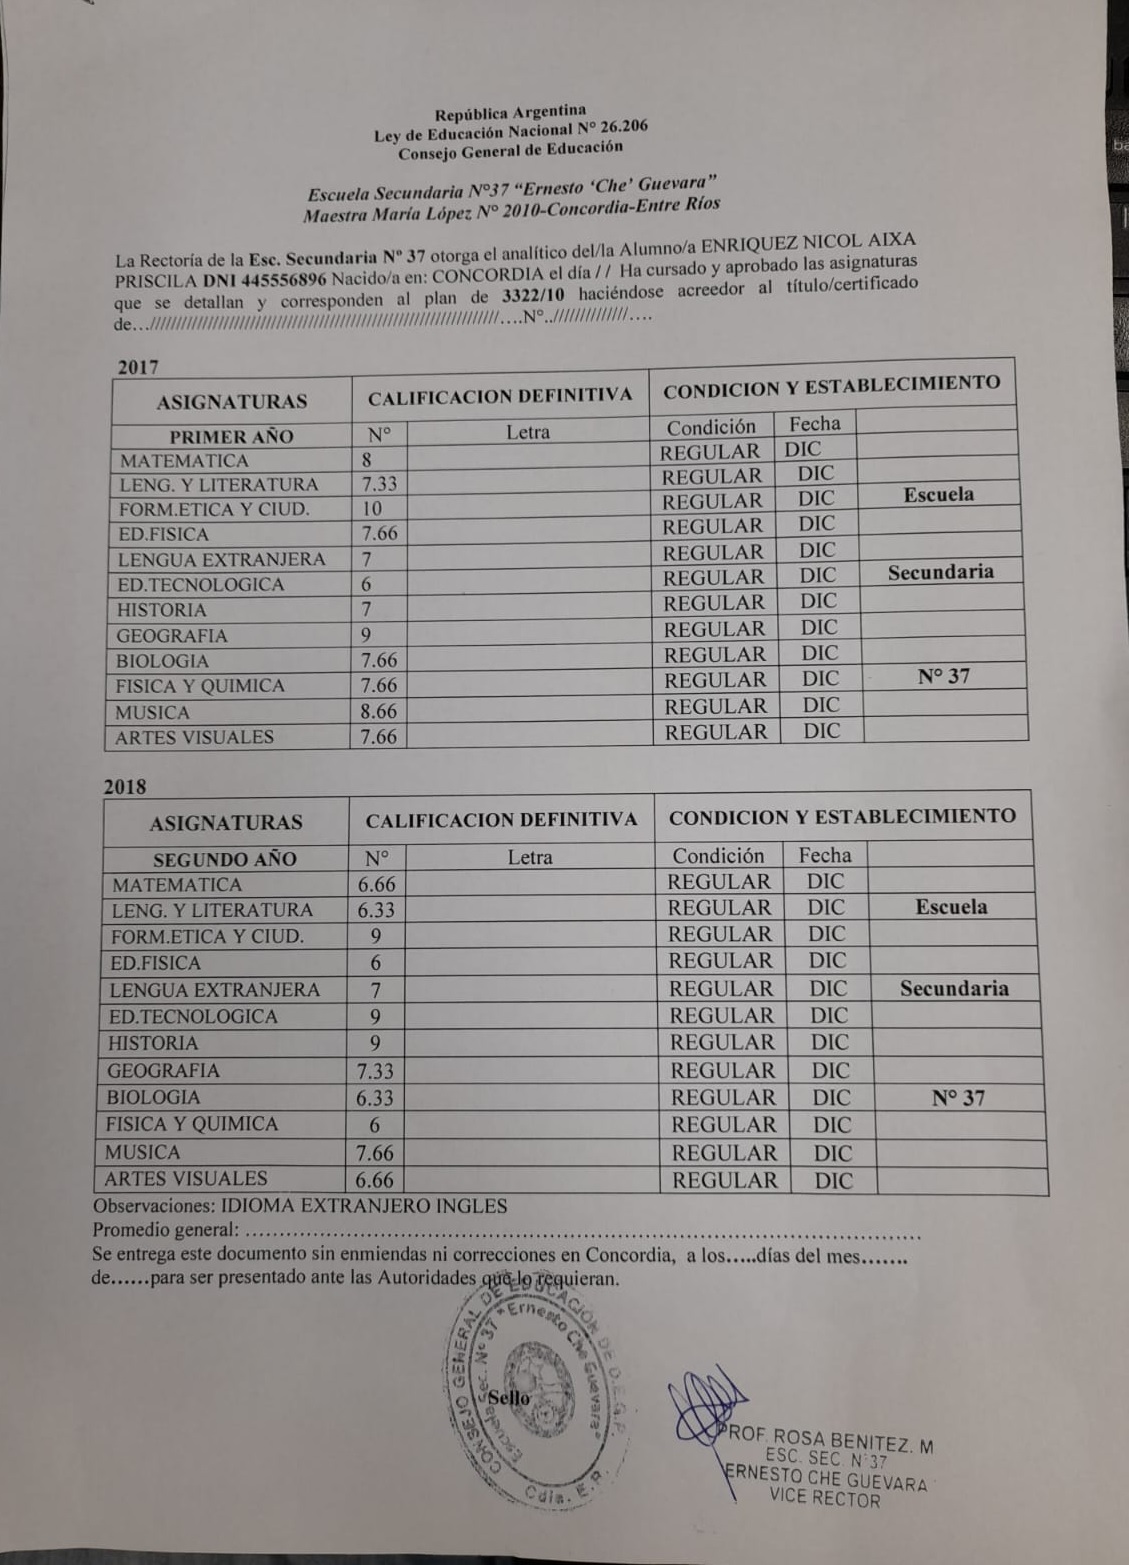 República Argentina
Ley de Educación Nacional Nº 26.206
Consejo General de Educación
Escuela Secundaria Nº37 “Ernesto ‘Che’ Guevara”
Maestra María López Nº 2010-Concordia-Entre Ríos
La Rectoría de la Esc. Secundaria Nº 37 otorga el analítico del/la Alumno/a ENRIQUEZ NICOL AIXA
PRISCILA DNI 445556896 Nacido/a en: CONCORDIA el día / / Ha cursado y aprobado las asignaturas
que se detallan y corresponden al plan de 3322/10 haciéndose acreedor al título/certificado
de…////////////////////////////////////////////////////////////////….Nº..//////////////….
2017
ASIGNATURAS CALIFICACION DEFINITIVA CONDICION Y ESTABLECIMIENTO
PRIMER AÑO Nº Letra Condición Fecha
MATEMATICA 8 REGULAR DIC
LENG. Y LITERATURA 7.33 REGULAR DIC
FORM.ETICA Y CIUD. 10 REGULAR DIC Escuela
ED.FISICA 7.66 REGULAR DIC
LENGUA EXTRANJERA 7 REGULAR DIC
ED.TECNOLOGICA 6 REGULAR DIC Secundaria
HISTORIA 7 REGULAR DIC
GEOGRAFIA 9 REGULAR DIC
BIOLOGIA 7.66 REGULAR DIC
FISICA Y QUIMICA 7.66 REGULAR DIC Nº 37
MUSICA 8.66 REGULAR DIC
ARTES VISUALES 7.66 REGULAR DIC
2018
ASIGNATURAS CALIFICACION DEFINITIVA CONDICION Y ESTABLECIMIENTO
SEGUNDO AÑO Nº Letra Condición Fecha
MATEMATICA 6.66 REGULAR DIC
LENG. Y LITERATURA 6.33 REGULAR DIC Escuela
FORM.ETICA Y CIUD. 9 REGULAR DIC
ED.FISICA 6 REGULAR DIC
LENGUA EXTRANJERA 7 REGULAR DIC Secundaria
ED.TECNOLOGICA 9 REGULAR DIC
HISTORIA 9 REGULAR DIC
GEOGRAFIA 7.33 REGULAR DIC
BIOLOGIA 6.33 REGULAR DIC Nº 37
FISICA Y QUIMICA 6 REGULAR DIC
MUSICA 7.66 REGULAR DIC
ARTES VISUALES 6.66 REGULAR DIC
Observaciones: IDIOMA EXTRANJERO INGLES
Promedio general: ……………………………………………………………………………………
Se entrega este documento sin enmiendas ni correcciones en Concordia, a los…..días del mes…….
de……para ser presentado ante las Autoridades que lo requieran.
CONSEJO GENERAL DE EDUCACIÓN DE D.E.G.P.
Escuela Sec. Nº 37 "Ernesto Che Guevara"
Sello
Cdia. E.R.
PROF. ROSA BENITEZ. M
ESC. SEC. N°37
ERNESTO CHE GUEVARA
VICE RECTOR